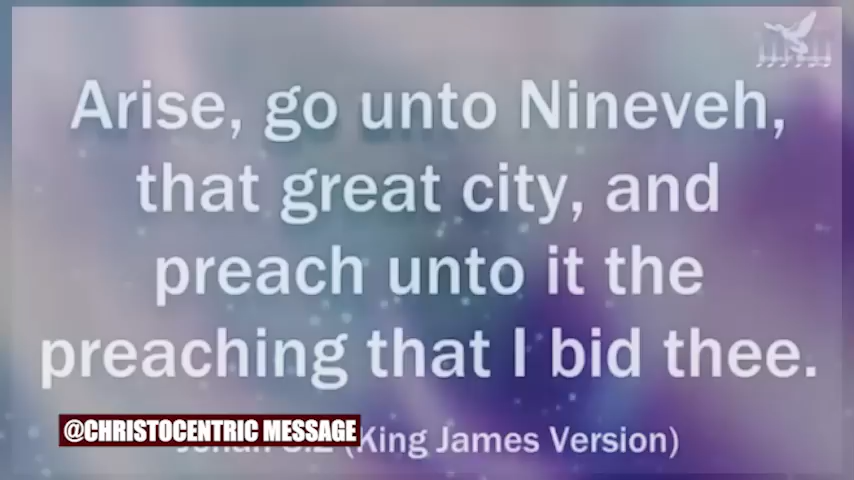 Arise, go unto Nineveh,
that great city, and
preach unto it the
preaching that I bid thee.
@CHRISTOCENTRIC MESSAGE
(King James Version)